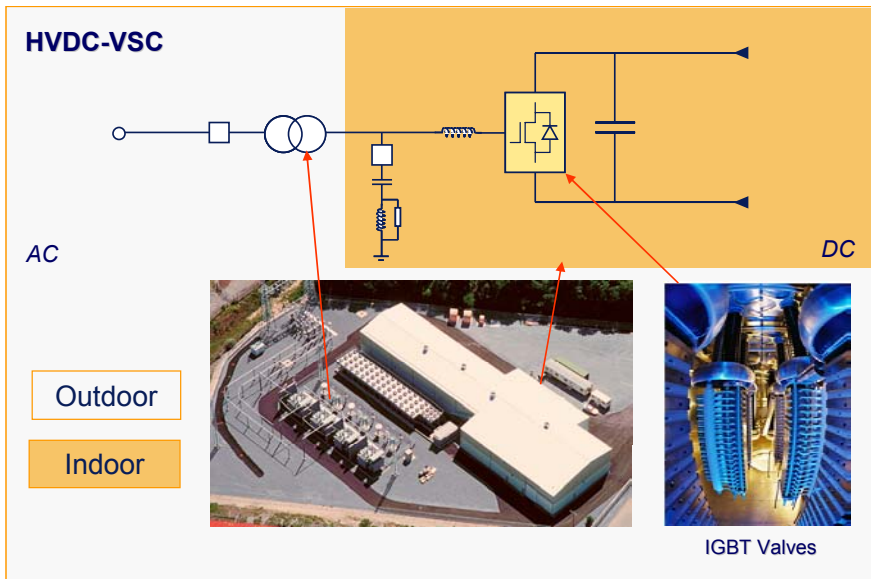 HVDC-VSC
AC
DC
Outdoor
Indoor
IGBT Valves